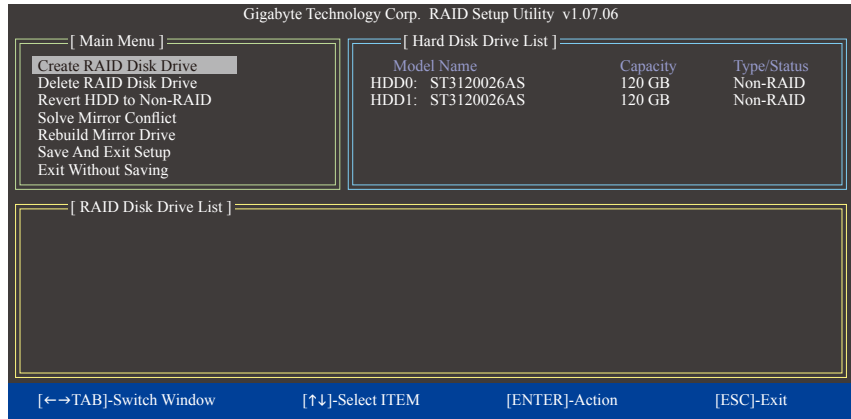 Gigabyte Technology Corp. RAID Setup Utility v1.07.06
[ Main Menu ]
Create RAID Disk Drive
Delete RAID Disk Drive
Revert HDD to Non-RAID
Solve Mirror Conflict
Rebuild Mirror Drive
Save And Exit Setup
Exit Without Saving
[ Hard Disk Drive List ]
Model Name Capacity Type/Status
HDD0: ST3120026AS 120 GB Non-RAID
HDD1: ST3120026AS 120 GB Non-RAID
[ RAID Disk Drive List ]
[←→TAB]-Switch Window [↑↓]-Select ITEM [ENTER]-Action [ESC]-Exit